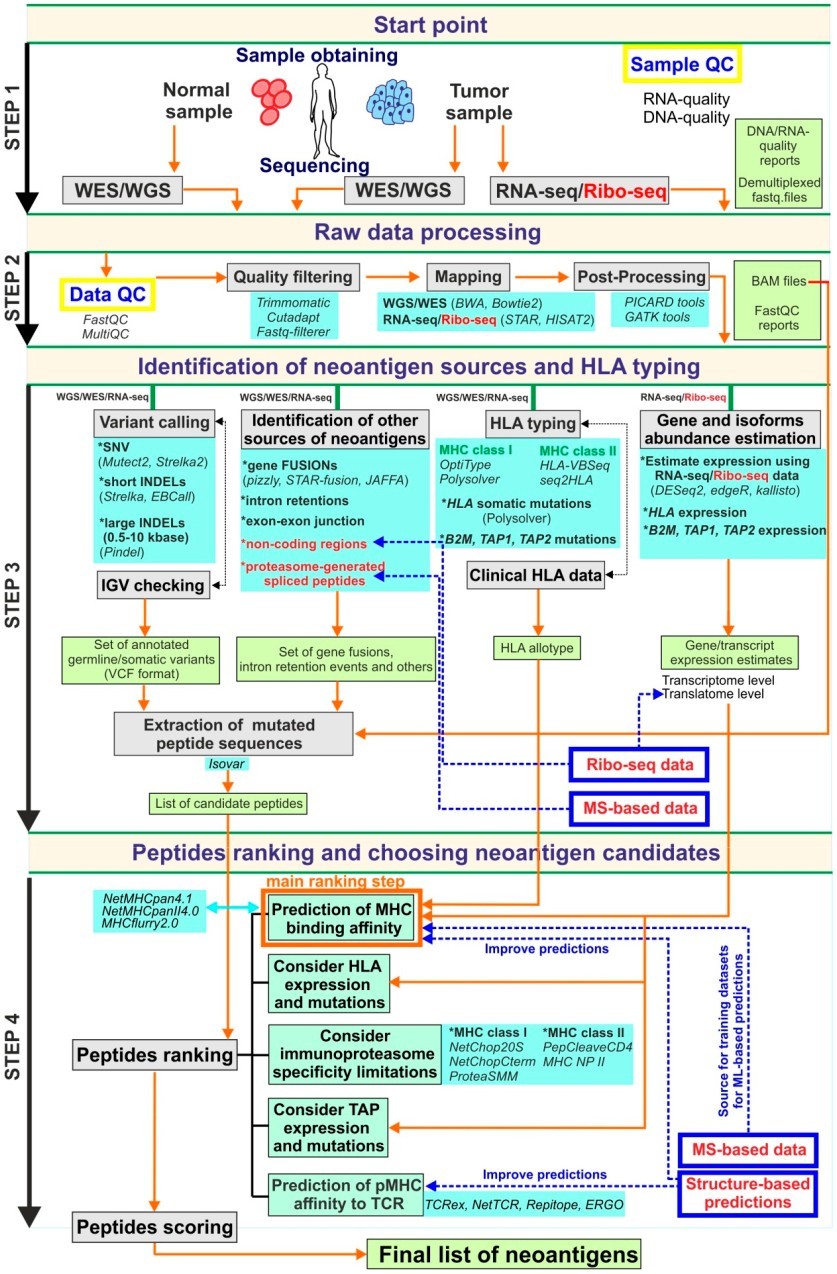 Start point
STEP 1
Sample obtaining
Normal
sample
Tumor
sample
Sample QC
RNA-quality
DNA-quality
DNA/RNA-
quality
reports
Demultiplexed
fastq.files
Sequencing
WES/WGS
WES/WGS
RNA-seq/Ribo-seq
Raw data processing
STEP 2
Data QC
FastQC
MultiQC
Quality filtering
Trimmomatic
Cutadapt
Fastq-filterer
Mapping
WGS/WES (BWA, Bowtie2)
RNA-seq/Ribo-seq (STAR, HISAT2)
Post-Processing
PICARD tools
GATK tools
BAM files
FastQC
reports
Identification of neoantigen sources and HLA typing
STEP 3
WGS/WES/RNA-seq
Variant calling
*SNV
(Mutect2, Strelka2)
*short INDELs
(Strelka, EBCall)
*large INDELs
(0.5-10 kbase)
(Pindel)
IGV checking
Set of annotated
germline/somatic variants
(VCF format)
WGS/WES/RNA-seq
Identification of other
sources of neoantigens
*gene FUSIONs
(pizzly, STAR-fusion, JAFFA)
*intron retentions
*exon-exon junction
*non-coding regions
*proteasome-generated
spliced peptides
Set of gene fusions,
intron retention events and others
WGS/WES/RNA-seq
HLA typing
MHC class I
OptiType
Polysolver
MHC class II
HLA-VBSeq
seq2HLA
*HLA somatic mutations
(Polysolver)
*B2M, TAP1, TAP2 mutations
Clinical HLA data
HLA allotype
RNA-seq/Ribo-seq
Gene and isoforms
abundance estimation
*Estimate expression using
RNA-seq/Ribo-seq data
(DESeq2, edgeR, kallisto)
*HLA expression
*B2M, TAP1, TAP2 expression
Gene/transcript
expression estimates
Transcriptome level
Translatome level
Extraction of mutated
peptide sequences
Isovar
List of candidate peptides
Ribo-seq data
MS-based data
Peptides ranking and choosing neoantigen candidates
STEP 4
main ranking step
NetMHCpan4.1
NetMHCpanII4.0
MHCflurry2.0
Prediction of MHC
binding affinity
Improve predictions
Consider HLA
expression
and mutations
Peptides ranking
Consider
immunoproteasome
specificity limitations
*MHC class I
NetChop20S
NetChopCterm
ProteaSMM
*MHC class II
PepCleaveCD4
MHC NP II
Source for training datasets
for ML-based predictions
Consider TAP
expression
and mutations
MS-based data
Prediction of pMHC
affinity to TCR
Improve predictions
TCRex, NetTCR, Repitope, ERGO
Structure-based
predictions
Peptides scoring
Final list of neoantigens